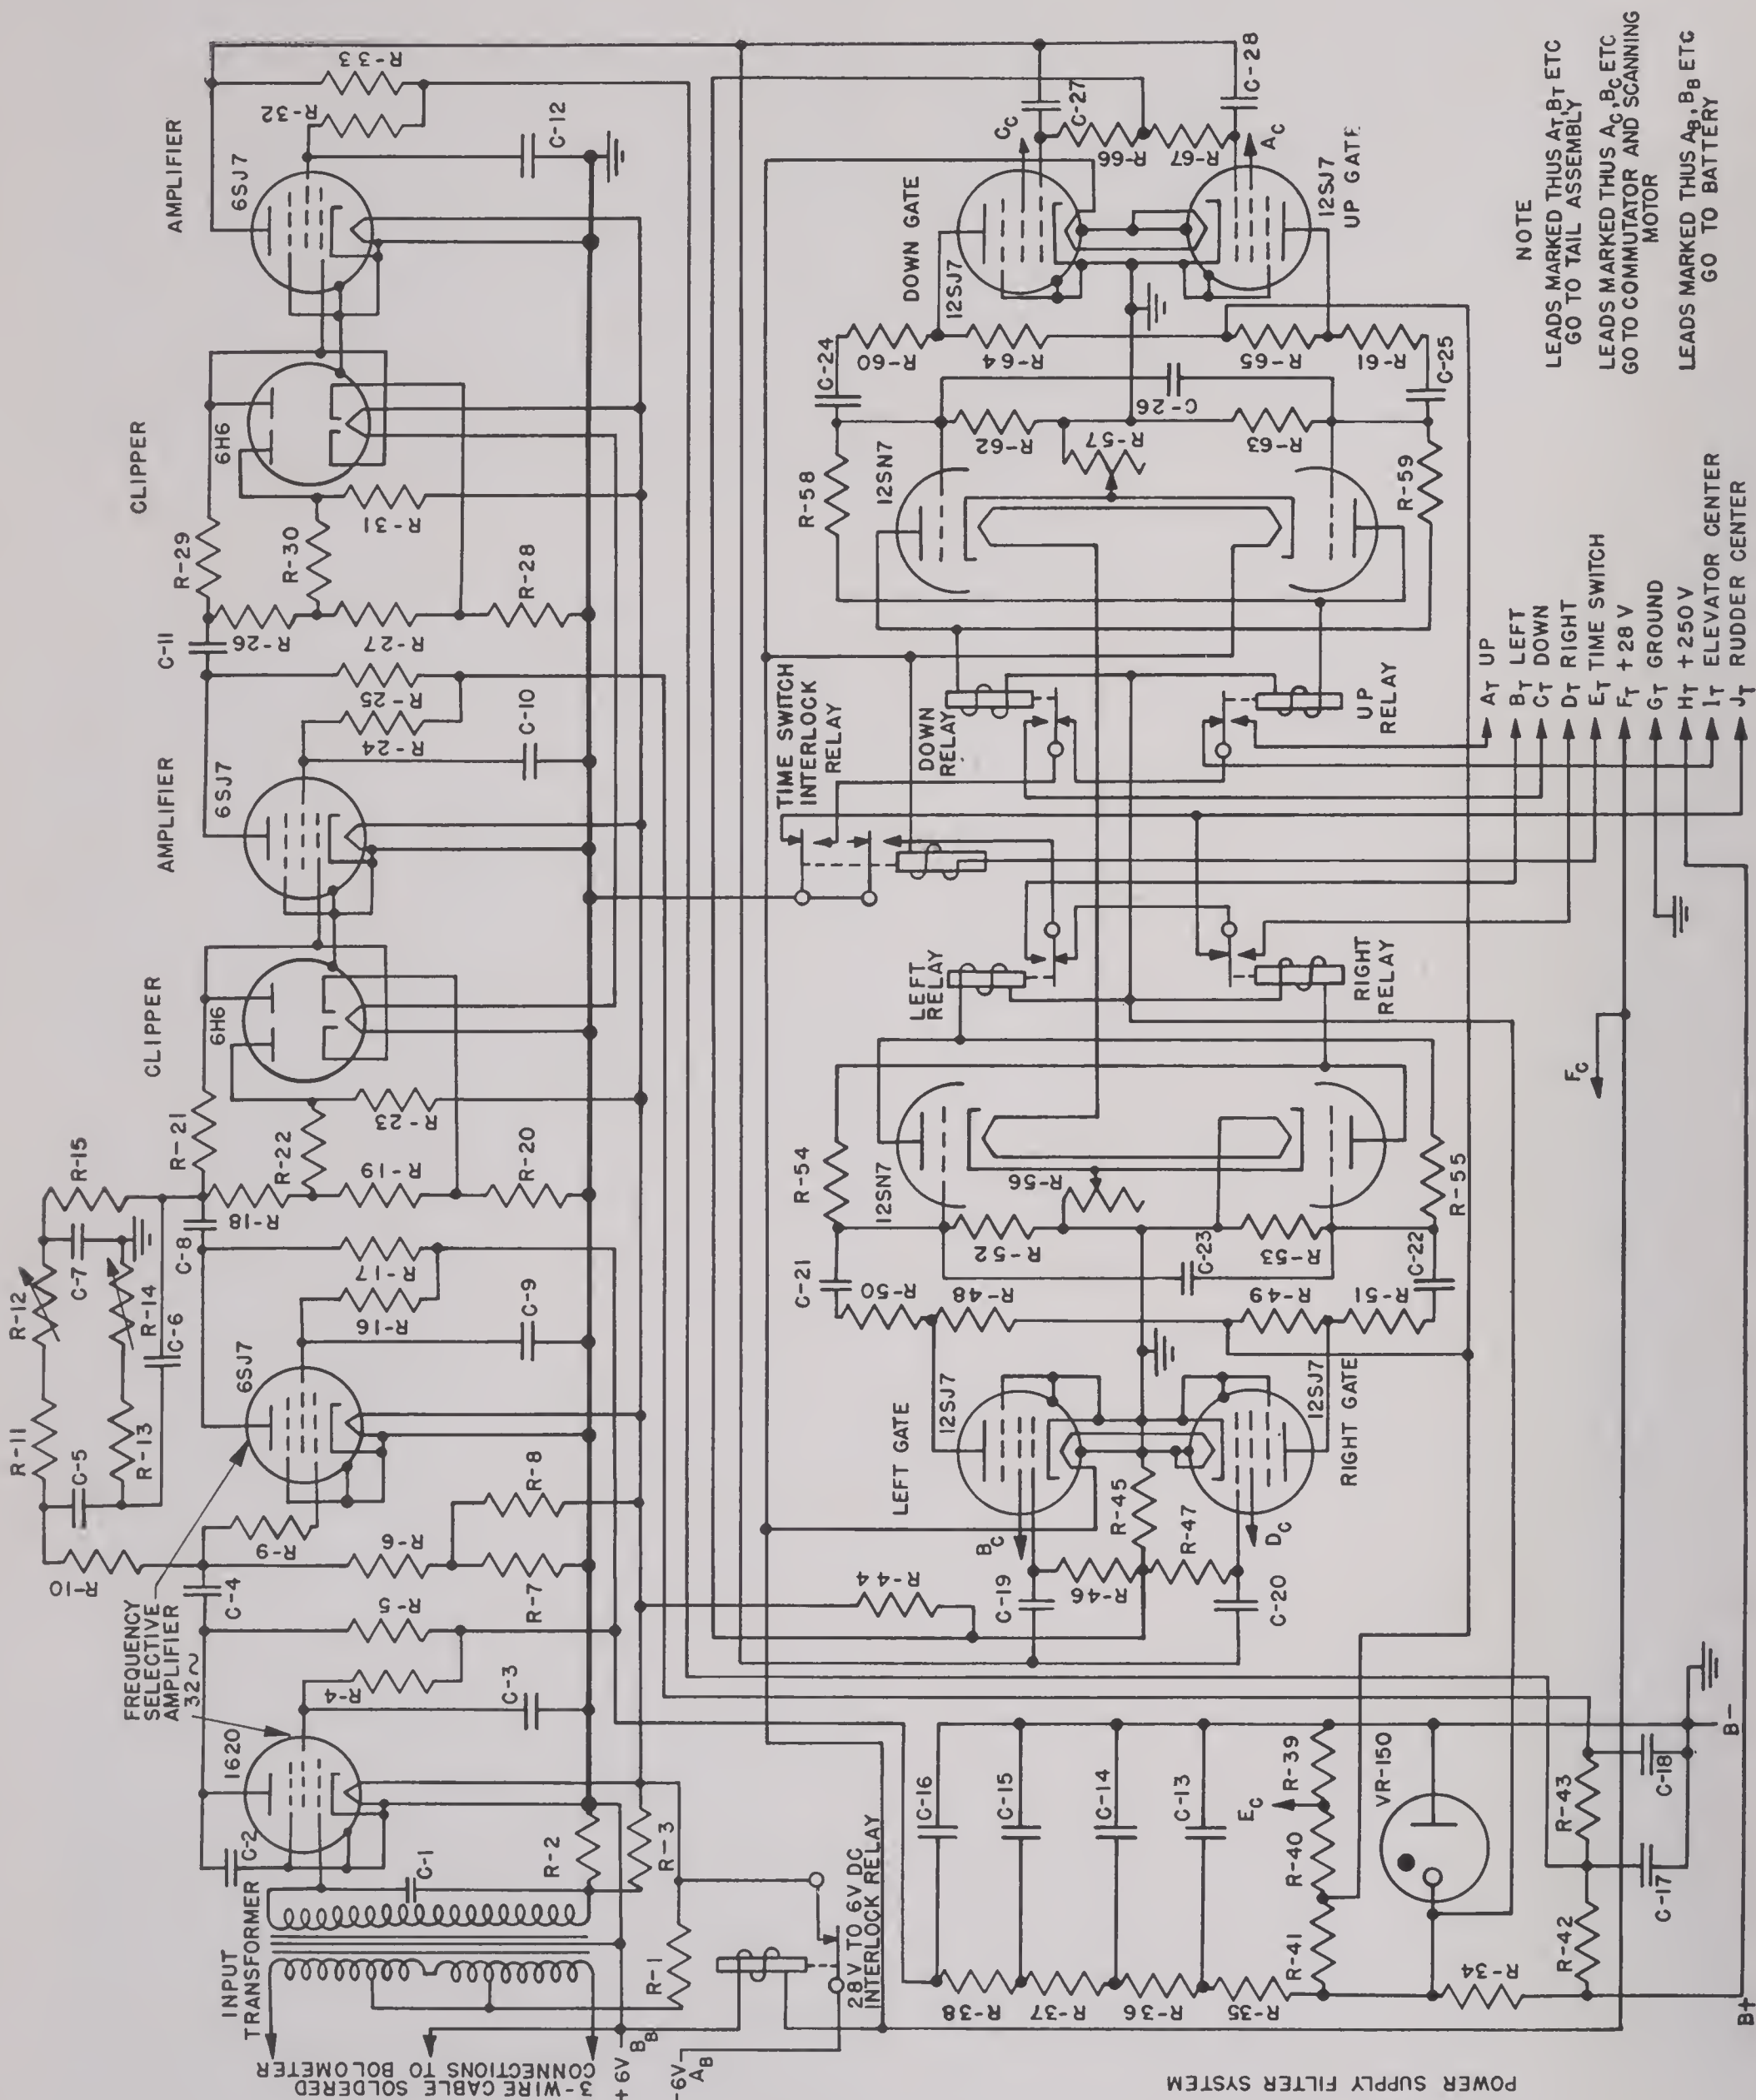 AMPLIFIER
6SJ7
R-33
R-32
C-12
CLIPPER
6H6
R-29
R-30
R-31
R-28
C-11
R-26
R-27
R-25
R-24
C-10
AMPLIFIER
6SJ7
CLIPPER
6H6
R-21
R-22
R-23
R-15
R-12
C-7
R-14
C-6
R-11
C-5
R-13
C-8
R-18
R-19
R-20
R-17
R-16
C-9
6SJ7
R-10
R-9
R-8
R-6
R-7
C-4
R-5
R-4
C-3
FREQUENCY
SELECTIVE
AMPLIFIER
32~
1620
C-2
C-1
R-2
R-3
INPUT
TRANSFORMER
R-1
3-WIRE CABLE SOLDERED
CONNECTIONS TO BOLOMETER
+6V
BB
-6V
AB
28V TO 6V DC
INTERLOCK RELAY
DOWN GATE
12SJ7
CC
C-27
R-66
R-67
C-28
AC
12SJ7
UP GATE
C-24
R-60
R-64
R-65
R-61
C-25
C-26
R-62
R-57
R-63
R-58
12SN7
R-59
TIME SWITCH
INTERLOCK
RELAY
DOWN
RELAY
UP
RELAY
LEFT
RELAY
RIGHT
RELAY
AT UP
BT LEFT
CT DOWN
DT RIGHT
ET TIME SWITCH
FT +28V
GT GROUND
HT +250V
IT ELEVATOR CENTER
JT RUDDER CENTER
FC
R-54
12SN7
R-56
R-55
R-52
R-53
C-23
C-21
R-50
R-48
R-49
R-51
C-22
LEFT GATE
12SJ7
12SJ7
RIGHT GATE
BC
DC
R-45
R-47
R-46
R-44
C-19
C-20
C-16
C-15
C-14
C-13
R-38
R-37
R-36
R-35
R-39
EC
R-40
R-41
VR-150
R-34
R-43
R-42
C-18
C-17
B-
B+
POWER SUPPLY FILTER SYSTEM
NOTE
LEADS MARKED THUS AT, BT ETC
GO TO TAIL ASSEMBLY
LEADS MARKED THUS AC, BC ETC
GO TO COMMUTATOR AND SCANNING
MOTOR
LEADS MARKED THUS AB, BB ETC
GO TO BATTERY